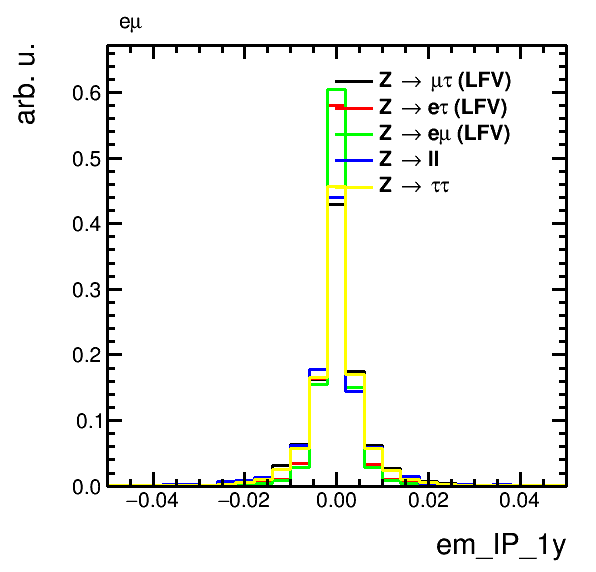 eμ
arb. u.
Z → μτ (LFV)
Z → eτ (LFV)
Z → eμ (LFV)
Z → ll
Z → ττ
0.6
0.5
0.4
0.3
0.2
0.1
0.0
−0.04 −0.02 0.00 0.02 0.04
em_IP_1y